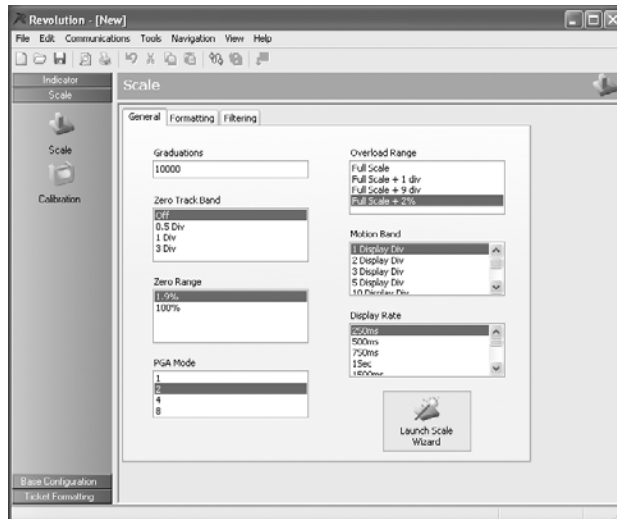 Revolution - [New]
File Edit Communications Tools Navigation View Help
Indicator
Scale
Scale
Calibration
Base Configuration
Ticket Formatting
Scale
General Formatting Filtering
Graduations
10000
Zero Track Band
Off
0.5 Div
1 Div
3 Div
Zero Range
1.9%
100%
PGA Mode
1
2
4
8
Overload Range
Full Scale
Full Scale + 1 div
Full Scale + 9 div
Full Scale + 2%
Motion Band
1 Display Div
2 Display Div
3 Display Div
5 Display Div
10 Display Div
Display Rate
250ms
500ms
750ms
1Sec
1500ms
Launch Scale
Wizard